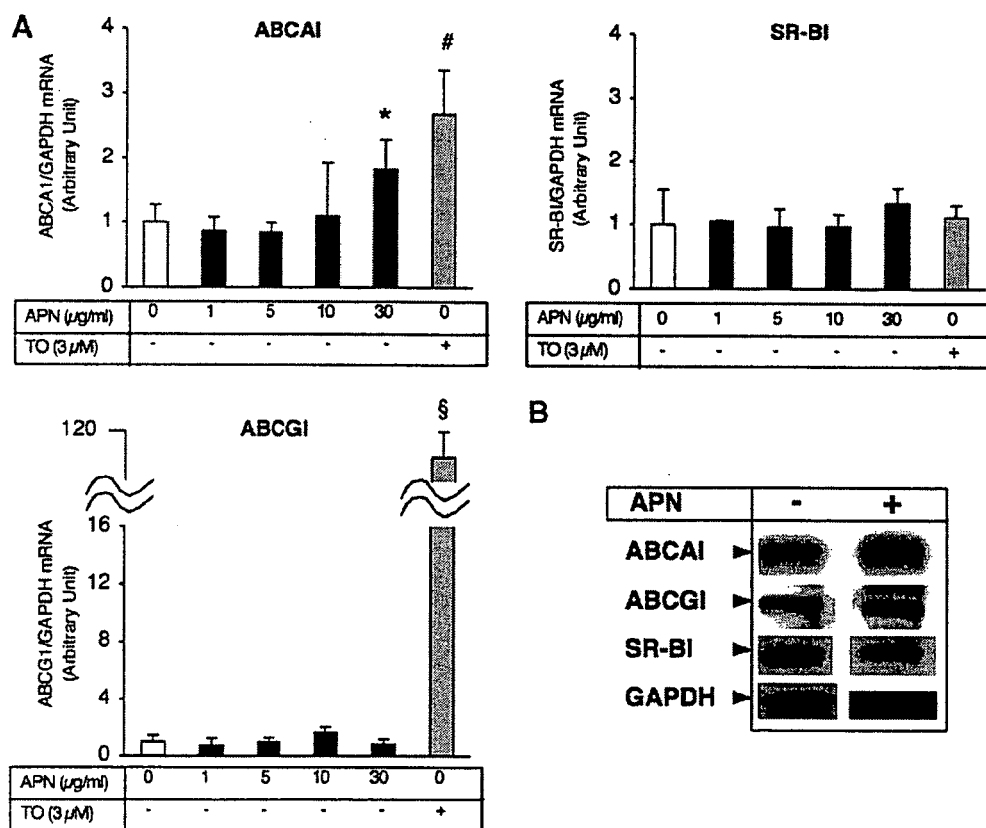 A
ABCAI
ABCA1/GAPDH mRNA
(Arbitrary Unit)
4
3
2
1
0
*
#
APN (µg/ml) 0 1 5 10 30 0
TO (3 µM) - - - - - +
SR-BI
SR-BI/GAPDH mRNA
(Arbitrary Unit)
4
3
2
1
0
APN (µg/ml) 0 1 5 10 30 0
TO (3 µM) - - - - - +
ABCGI
ABCG1/GAPDH mRNA
(Arbitrary Unit)
120
16
12
8
4
0
§
APN (µg/ml) 0 1 5 10 30 0
TO (3 µM) - - - - - +
B
APN - +
ABCAI
ABCGI
SR-BI
GAPDH